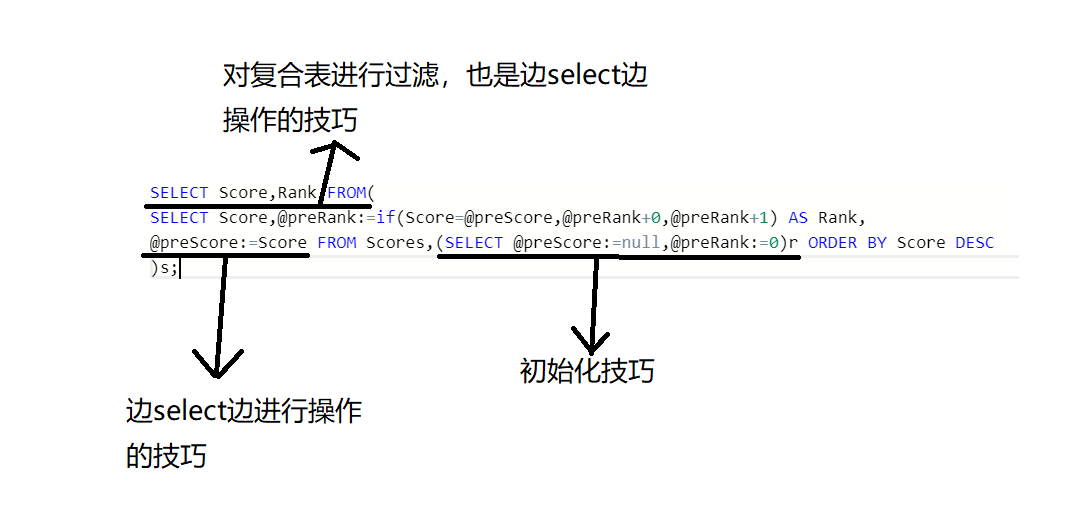 对复合表进行过滤，也是边select边
操作的技巧
SELECT Score,Rank FROM(
SELECT Score,@preRank:=if(Score=@preScore,@preRank+0,@preRank+1) AS Rank,
@preScore:=Score FROM Scores,(SELECT @preScore:=null,@preRank:=0)r ORDER BY Score DESC
)s;
初始化技巧
边select边进行操作
的技巧